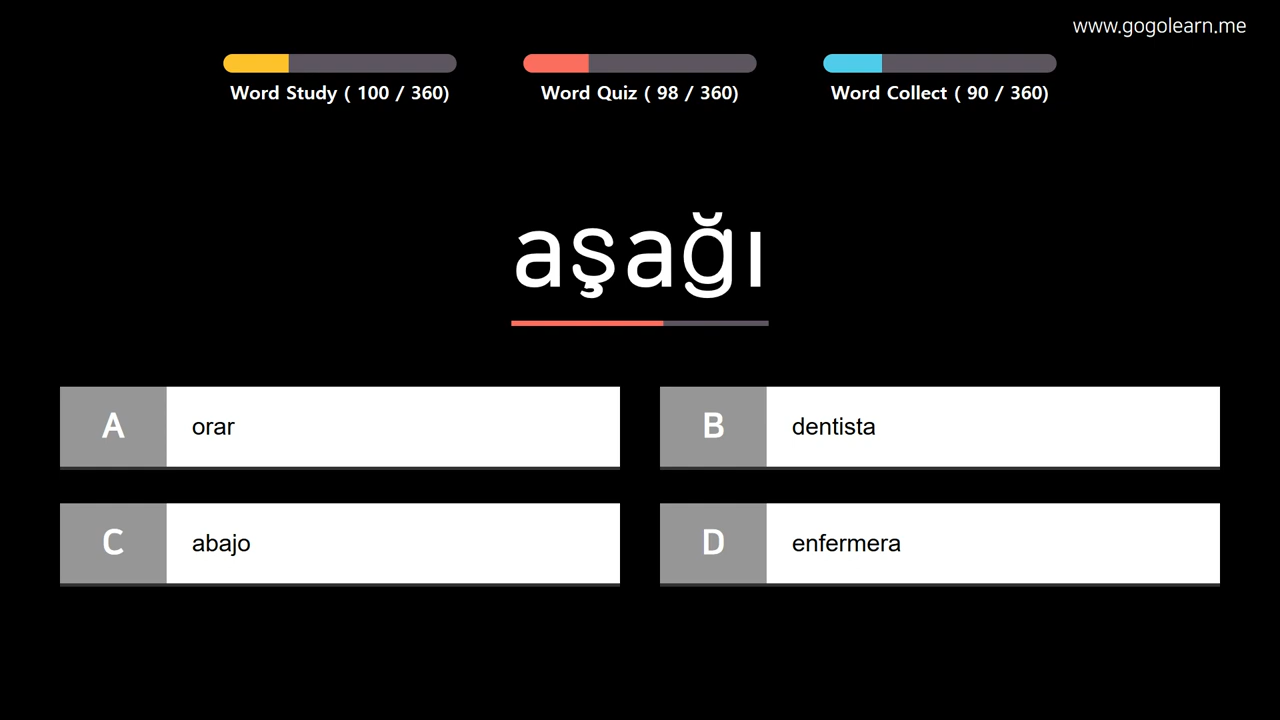 www.gogolearn.me
Word Study ( 100 / 360)
Word Quiz ( 98 / 360)
Word Collect ( 90 / 360)
aşağı
A orar
B dentista
C abajo
D enfermera